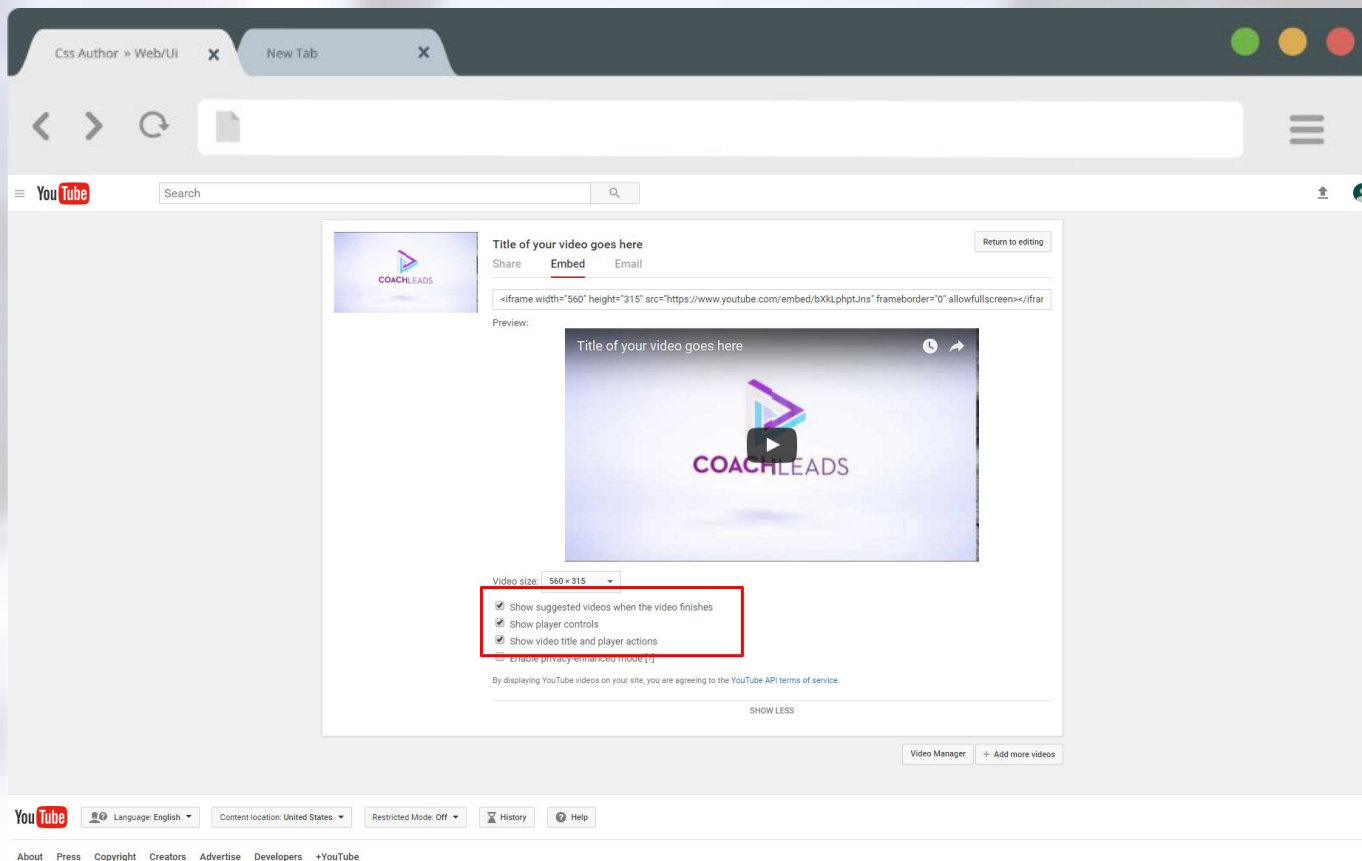 Css Author » Web/Ui
New Tab
YouTube
Search
COACHLEADS
Title of your video goes here
Return to editing
Share Embed Email
<iframe width="560" height="315" src="https://www.youtube.com/embed/bXkLphptJns" frameborder="0" allowfullscreen></ifrar
Preview:
Title of your video goes here
COACHLEADS
Video size: 560 × 315
Show suggested videos when the video finishes
Show player controls
Show video title and player actions
Enable privacy-enhanced mode [?]
By displaying YouTube videos on your site, you are agreeing to the YouTube API terms of service.
SHOW LESS
Video Manager + Add more videos
YouTube Language: English Content location: United States Restricted Mode: Off History Help
About Press Copyright Creators Advertise Developers +YouTube